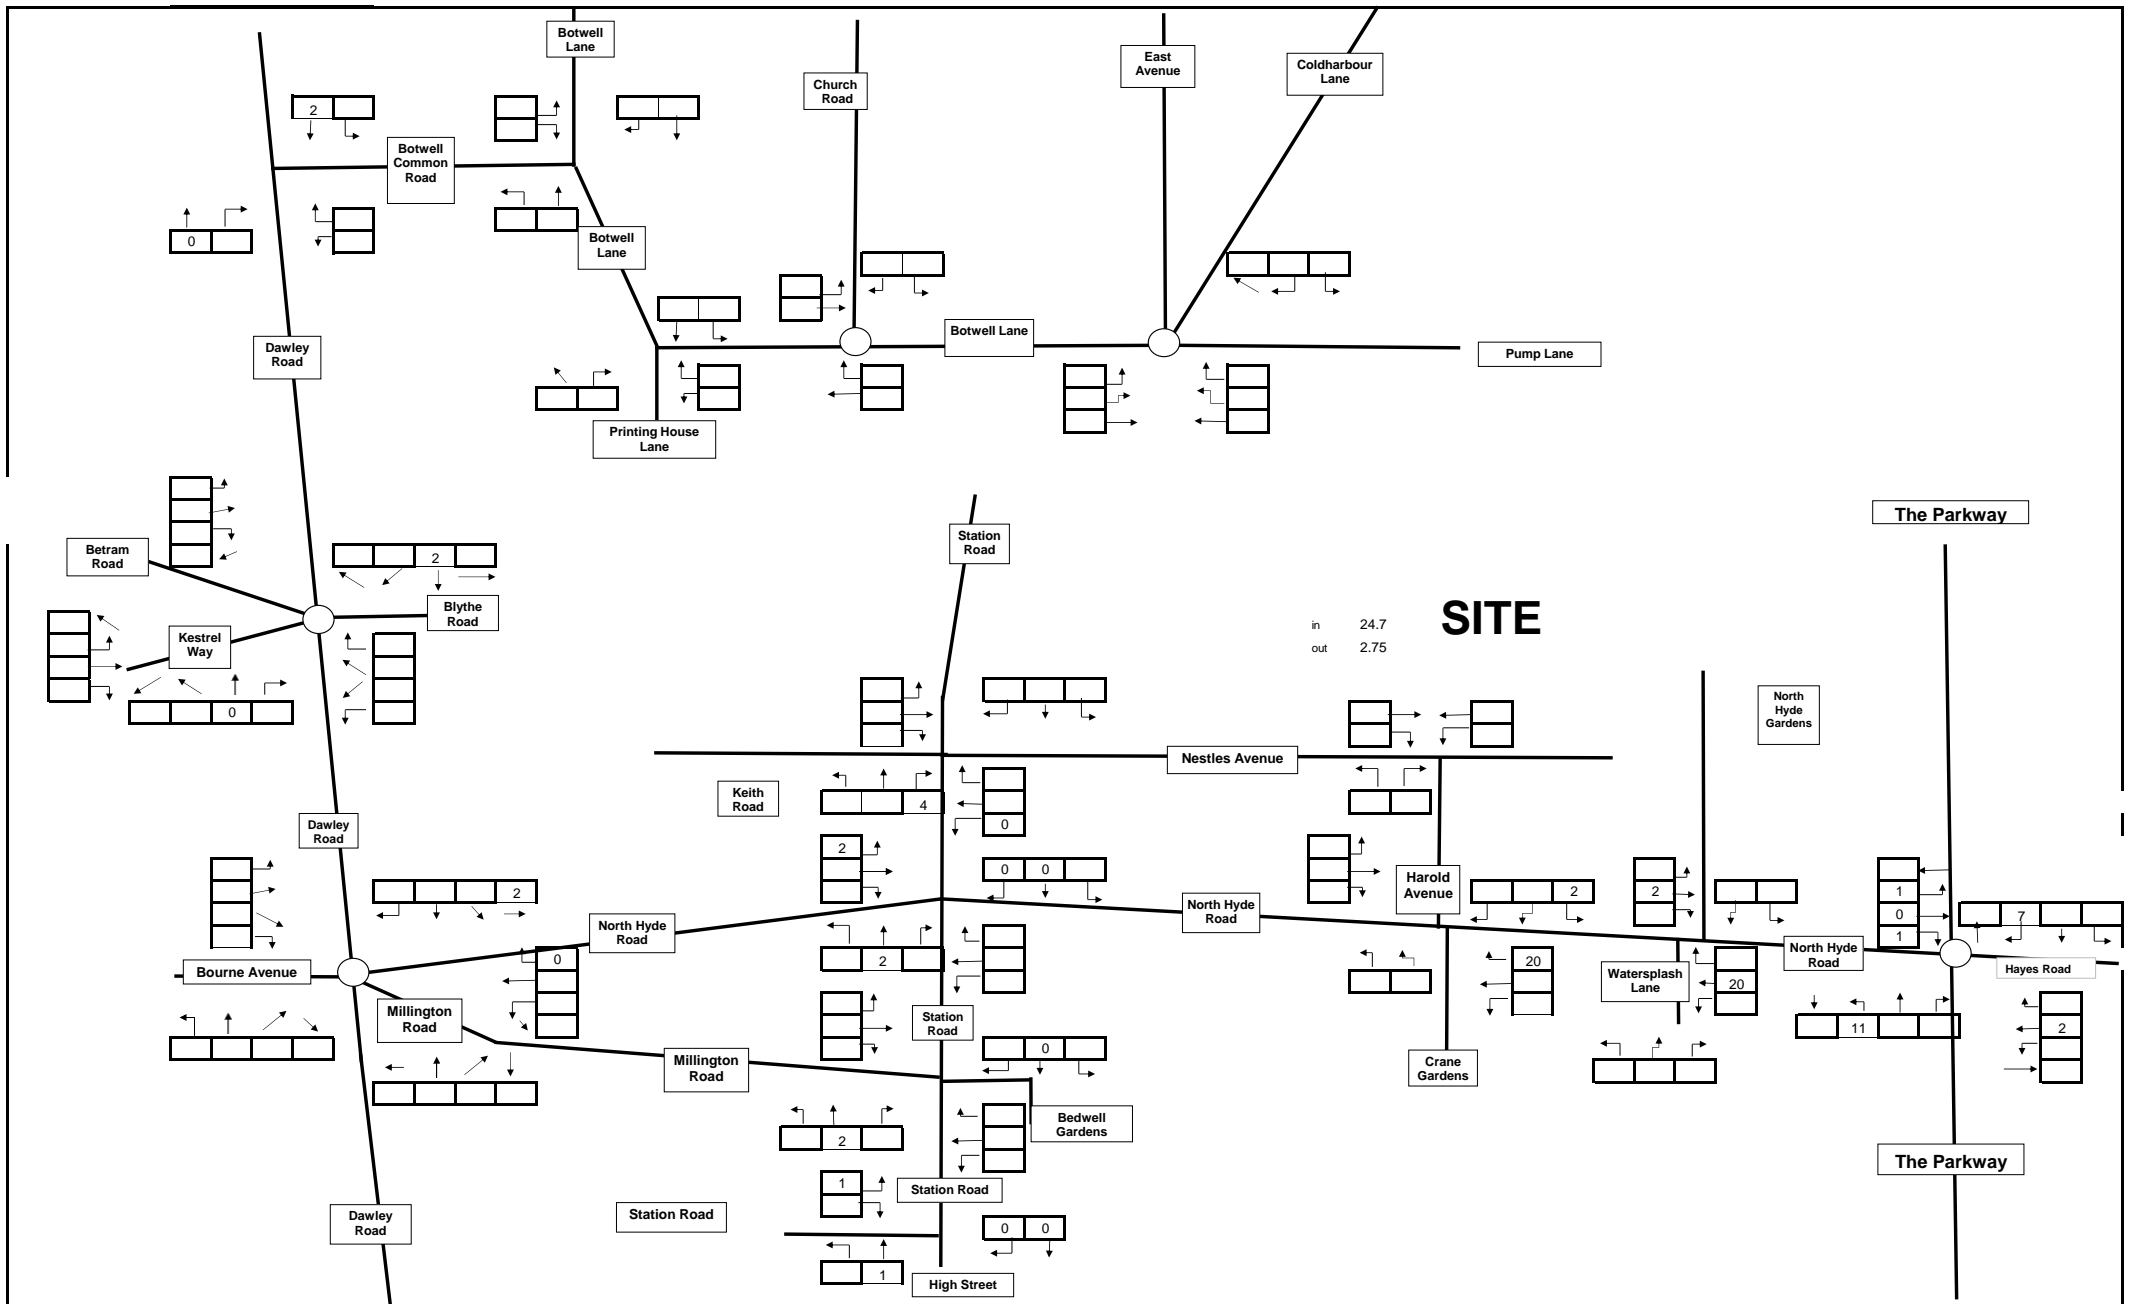 Botwell
Lane
East
Avenue
Coldharbour
Lane
Church
Road
2
Botwell
Common
Road
0
Botwell
Lane
Botwell Lane
Dawley
Road
Pump Lane
Printing House
Lane
The Parkway
Station
Road
Betram
Road
2
Blythe
Road
SITE
in 24.7
out 2.75
Kestrel
Way
0
North
Hyde
Gardens
Nestles Avenue
Keith
Road
4
0
Dawley
Road
2
0 0
2
Harold
Avenue
2
2
1
0
1
7
North Hyde
Road
North Hyde
Road
North Hyde
Road
Bourne Avenue
0
2
20
Watersplash
Lane
20
Hayes Road
Millington
Road
Station
Road
11
2
Millington
Road
0
Crane
Gardens
2
Bedwell
Gardens
The Parkway
1
Station Road
Station Road
Dawley
Road
0 0
1
High Street